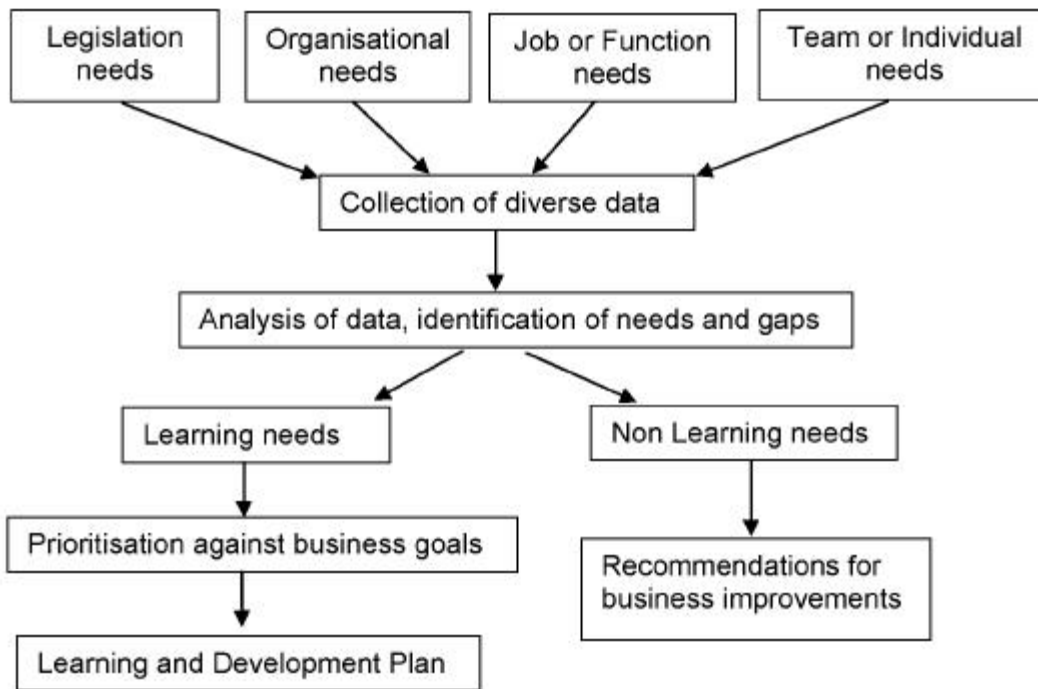 Legislation
needs
Organisational
needs
Job or Function
needs
Team or Individual
needs
Collection of diverse data
Analysis of data, identification of needs and gaps
Learning needs
Non Learning needs
Prioritisation against business goals
Recommendations for
business improvements
Learning and Development Plan